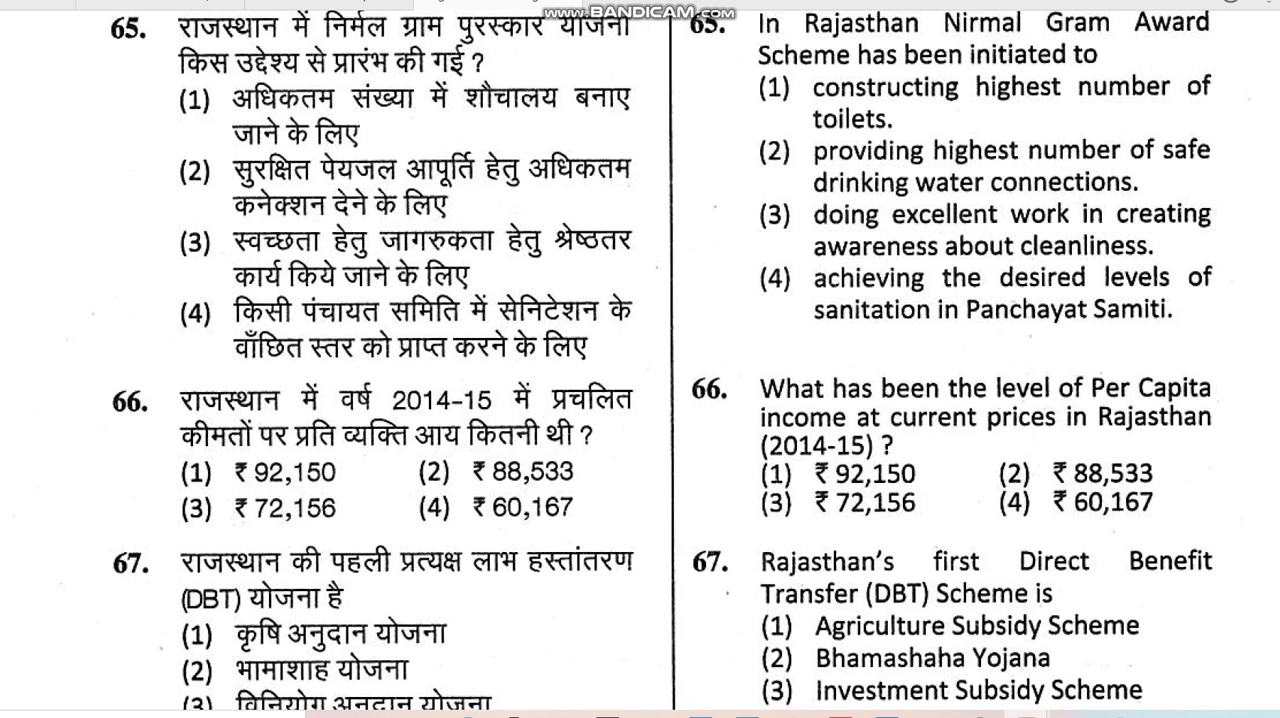 www.BANDICAM.com
65. राजस्थान में निर्मल ग्राम पुरस्कार योजना
किस उद्देश्य से प्रारंभ की गई ?
(1) अधिकतम संख्या में शौचालय बनाए
जाने के लिए
(2) सुरक्षित पेयजल आपूर्ति हेतु अधिकतम
कनेक्शन देने के लिए
(3) स्वच्छता हेतु जागरुकता हेतु श्रेष्ठतर
कार्य किये जाने के लिए
(4) किसी पंचायत समिति में सेनिटेशन के
वाँछित स्तर को प्राप्त करने के लिए
66. राजस्थान में वर्ष 2014-15 में प्रचलित
कीमतों पर प्रति व्यक्ति आय कितनी थी ?
(1) ₹ 92,150 (2) ₹ 88,533
(3) ₹ 72,156 (4) ₹ 60,167
67. राजस्थान की पहली प्रत्यक्ष लाभ हस्तांतरण
(DBT) योजना है
(1) कृषि अनुदान योजना
(2) भामाशाह योजना
(3) विनियोग अनुदान योजना
65. In Rajasthan Nirmal Gram Award
Scheme has been initiated to
(1) constructing highest number of
toilets.
(2) providing highest number of safe
drinking water connections.
(3) doing excellent work in creating
awareness about cleanliness.
(4) achieving the desired levels of
sanitation in Panchayat Samiti.
66. What has been the level of Per Capita
income at current prices in Rajasthan
(2014-15) ?
(1) ₹ 92,150 (2) ₹ 88,533
(3) ₹ 72,156 (4) ₹ 60,167
67. Rajasthan's first Direct Benefit
Transfer (DBT) Scheme is
(1) Agriculture Subsidy Scheme
(2) Bhamashaha Yojana
(3) Investment Subsidy Scheme